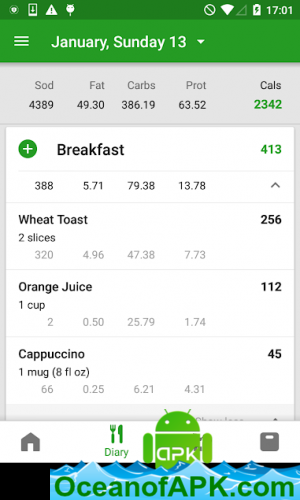 17:01
January, Sunday 13
Sod Fat Carbs Prot Cals
4389 49.30 386.19 63.52 2342
Breakfast 413
388 5.71 79.38 13.78
Wheat Toast 256
2 slices
320 4.96 47.38 7.73
Orange Juice 112
1 cup
2 0.50 25.79 1.74
Cappuccino 45
1 mug (8 fl oz)
66 0.25 6.21 4.31
Show less
Diary
apk
OceanofAPK.com